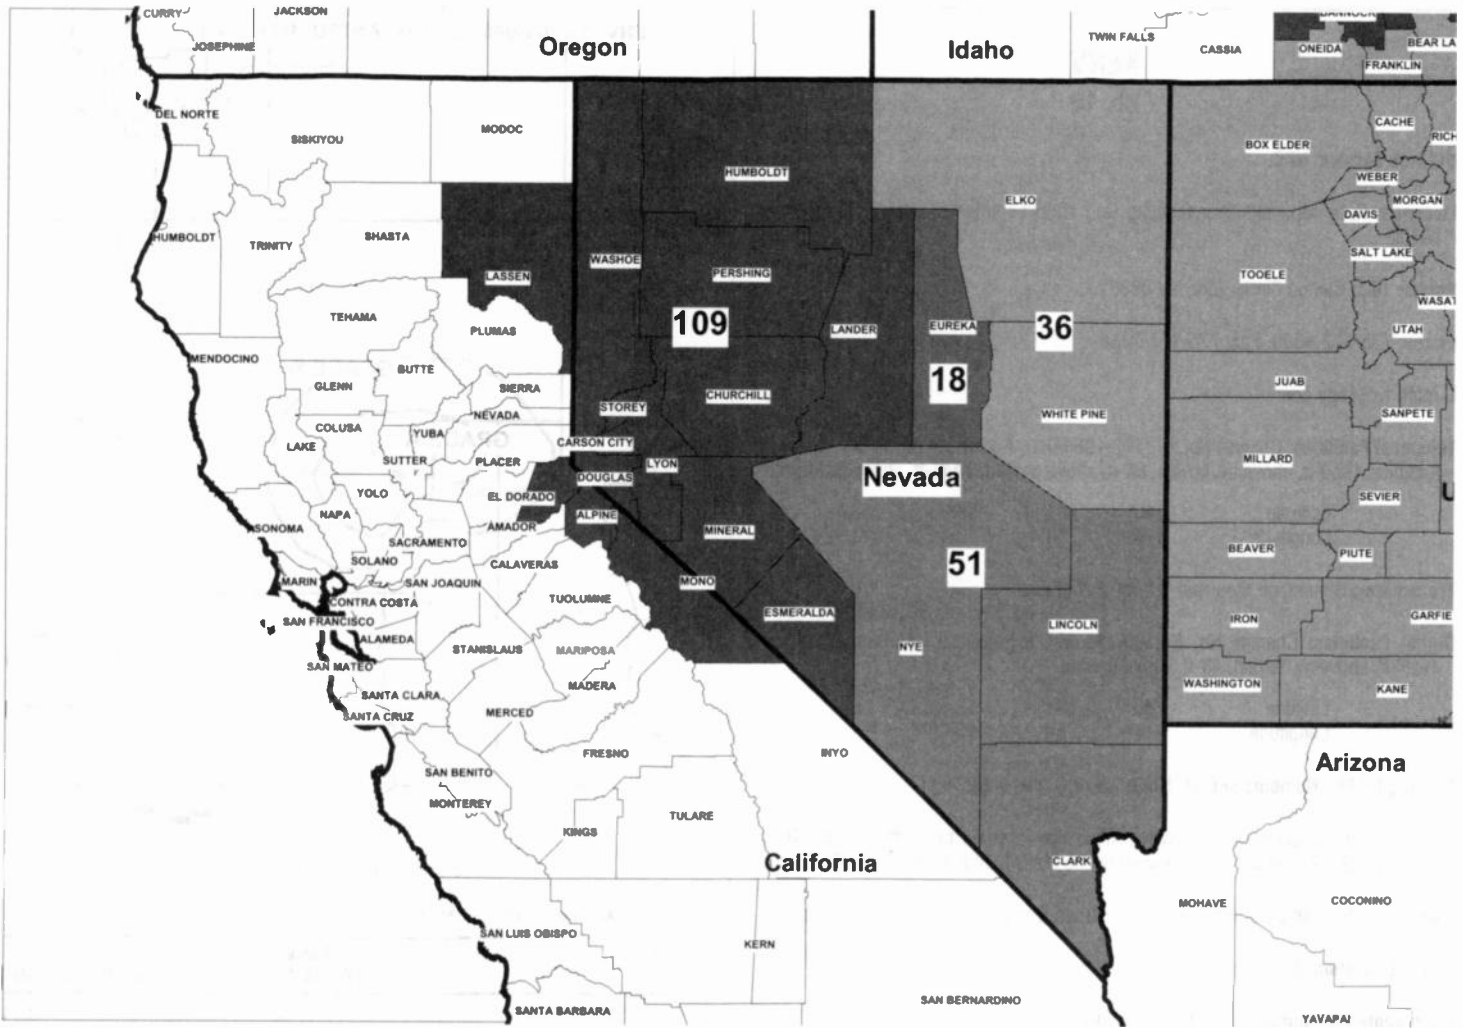 CURRY
JACKSON
JOSEPHINE
Oregon
Idaho
TWIN FALLS
CASSIA
BANNOCK
ONEIDA
BEAR LA
FRANKLIN
DEL NORTE
SISKIYOU
MODOC
HUMBOLDT
ELKO
BOX ELDER
CACHE
RICH
WEBER
MORGAN
DAVIS
SALT LAKE
HUMBOLDT
TRINITY
SHASTA
LASSEN
WASHOE
PERSHING
TOOELE
WASAT
TEHAMA
PLUMAS
109
LANDER
EUREKA
36
UTAH
MENDOCINO
BUTTE
GLENN
SIERRA
18
JUAB
STOREY
CHURCHILL
NEVADA
COLUSA
YUBA
LAKE
CARSON CITY
WHITE PINE
SANPETE
SUTTER
PLACER
LYON
DOUGLAS
Nevada
MILLARD
YOLO
EL DORADO
SEVIER
U
NAPA
ALPINE
SONOMA
AMADOR
SACRAMENTO
MINERAL
SOLANO
CALAVERAS
51
BEAVER
PIUTE
MARIN
SAN JOAQUIN
MONO
CONTRA COSTA
TUOLUMNE
SAN FRANCISCO
ESMERALDA
LINCOLN
IRON
GARFIE
ALAMEDA
STANISLAUS
MARIPOSA
NYE
SAN MATEO
MADERA
WASHINGTON
KANE
SANTA CLARA
SANTA CRUZ
MERCED
FRESNO
INYO
Arizona
SAN BENITO
MONTEREY
KINGS
TULARE
California
CLARK
MOHAVE
COCONINO
SAN LUIS OBISPO
KERN
SAN BERNARDINO
SANTA BARBARA
YAVAPAI